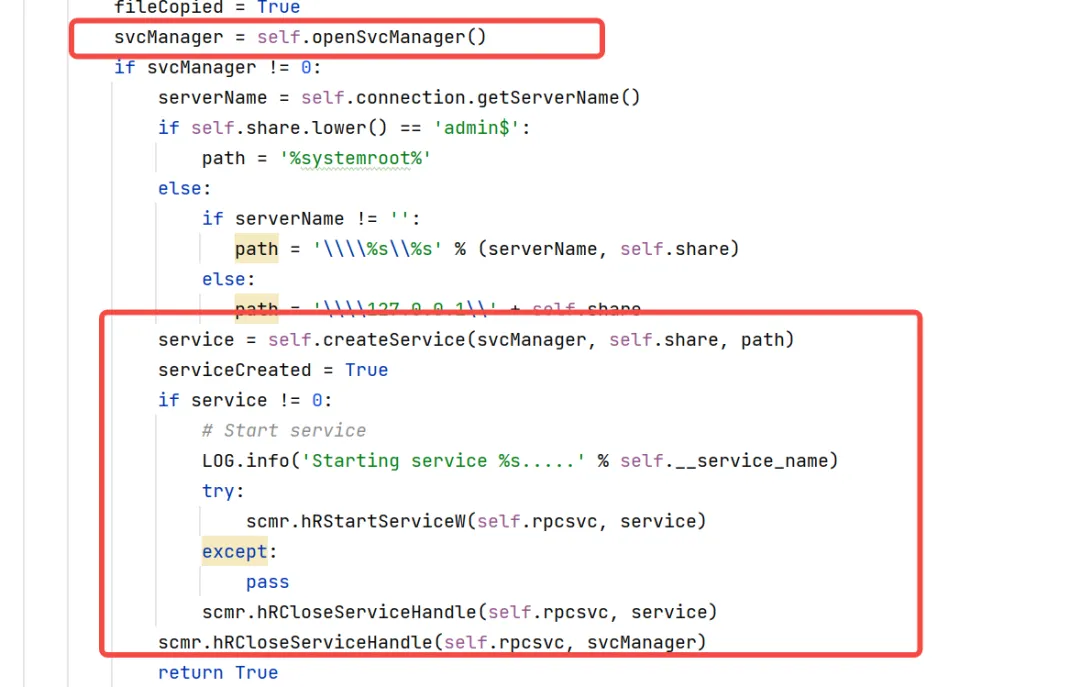 fileCopied = True
svcManager = self.openSvcManager()
if svcManager != 0:
serverName = self.connection.getServerName()
if self.share.lower() == 'admin$':
path = '%systemroot%'
else:
if serverName != '':
path = '\\\\%s\\%s' % (serverName, self.share)
else:
path = '\\\\127.0.0.1\\' + self.share
service = self.createService(svcManager, self.share, path)
serviceCreated = True
if service != 0:
# Start service
LOG.info('Starting service %s.....' % self.__service_name)
try:
scmr.hRStartServiceW(self.rpcsvc, service)
except:
pass
scmr.hRCloseServiceHandle(self.rpcsvc, service)
scmr.hRCloseServiceHandle(self.rpcsvc, svcManager)
return True